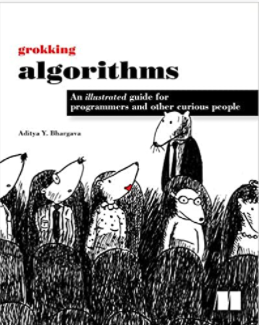 grokking
algorithms
An illustrated guide for
programmers and other curious people
Aditya Y. Bhargava